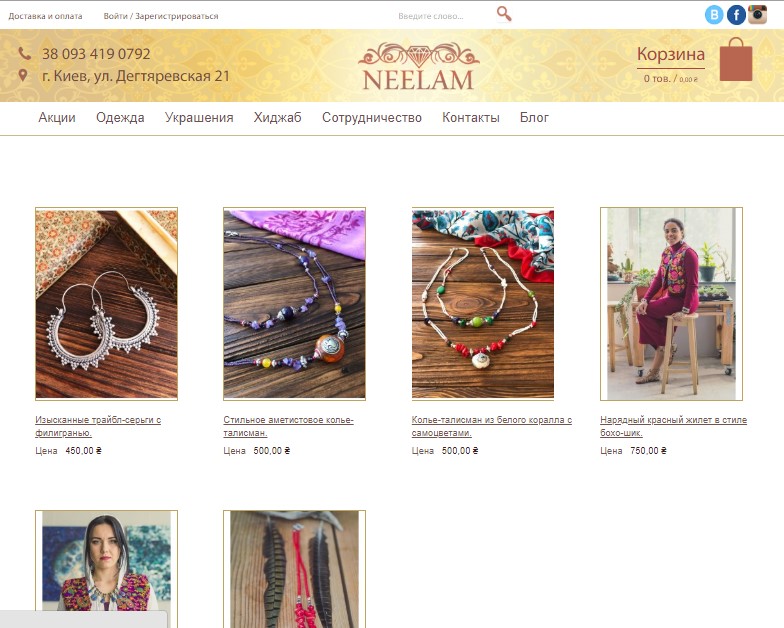 Доставка и оплата Войти / Зарегистрироваться Введите слово...
38 093 419 0792
г. Киев, ул. Дегтяревская 21
NEELAM
Корзина
0 тов. / 0,00 ₴
Акции Одежда Украшения Хиджаб Сотрудничество Контакты Блог
Изысканные трайбл-серьги с
филигранью.
Цена 450,00 ₴
Стильное аметистовое колье-
талисман.
Цена 500,00 ₴
Колье-талисман из белого коралла с
самоцветами.
Цена 500,00 ₴
Нарядный красный жилет в стиле
бохо-шик.
Цена 750,00 ₴